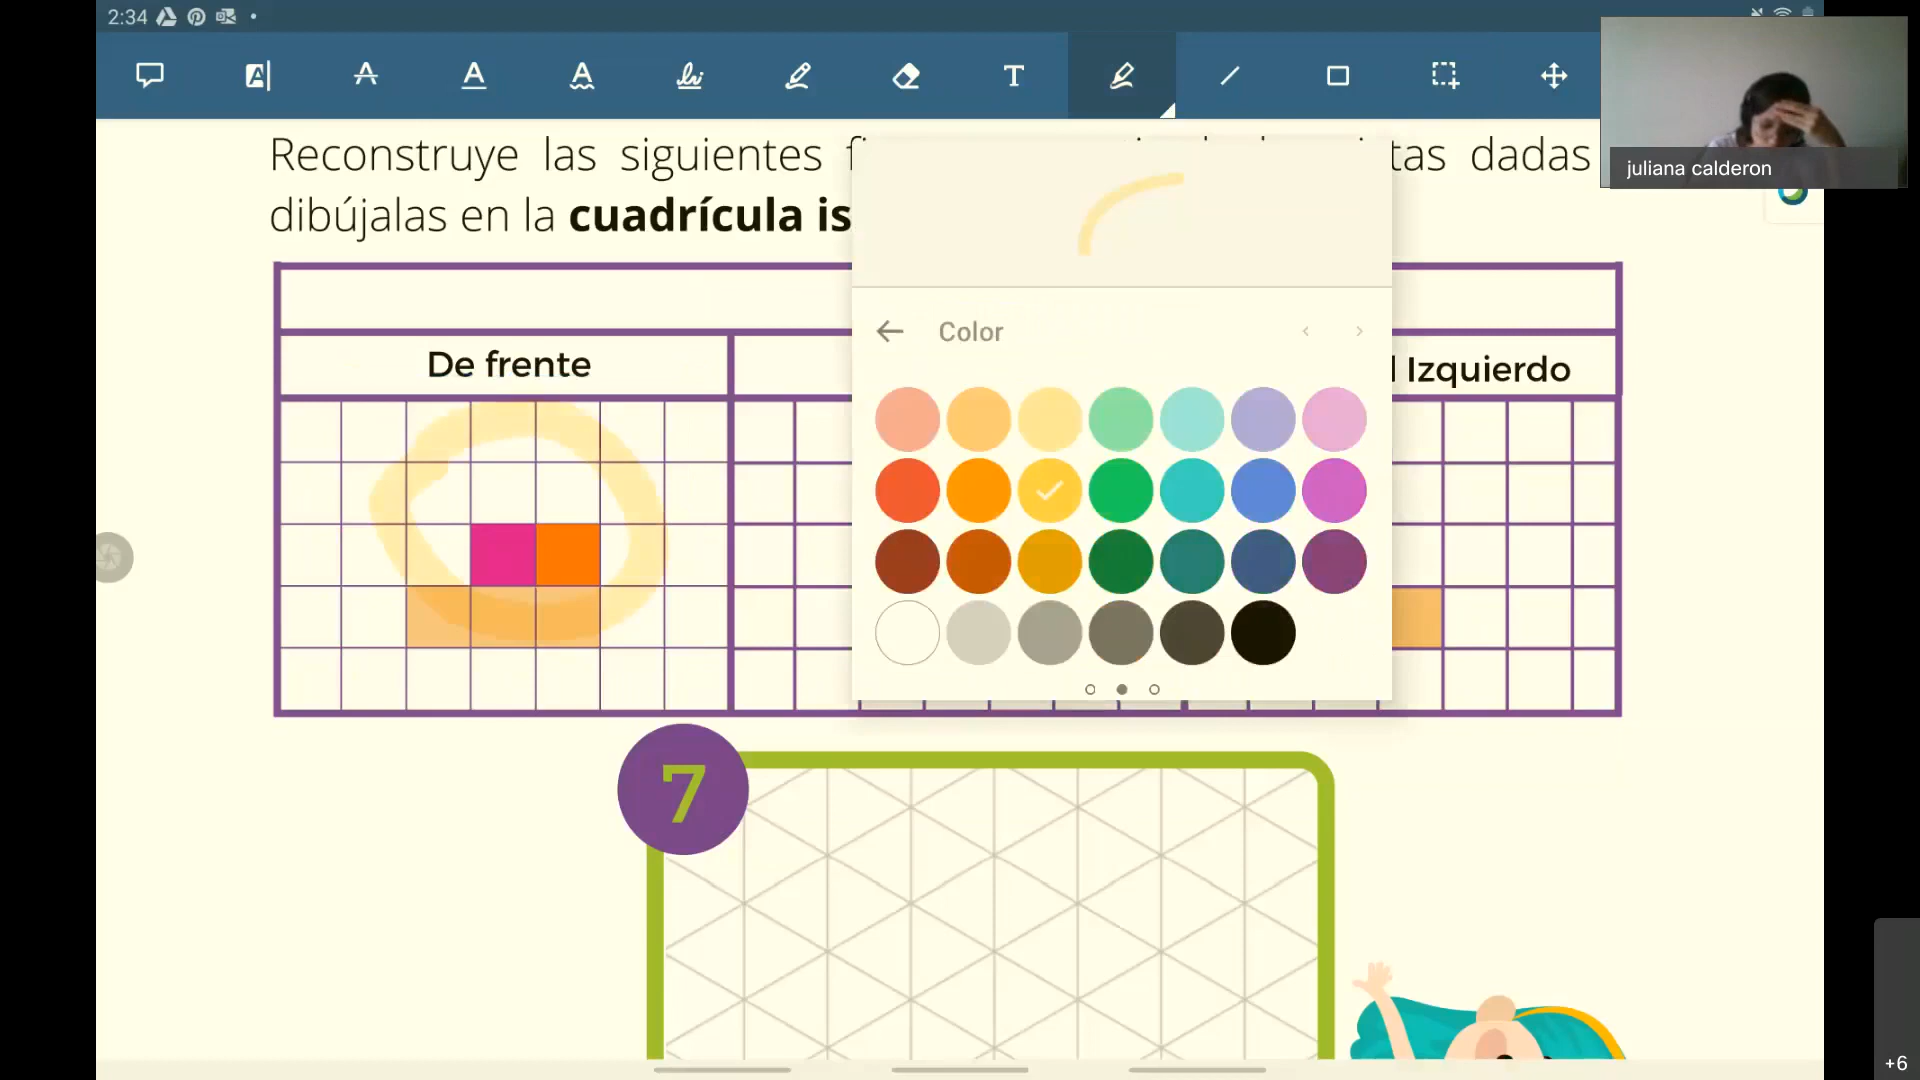 2:34
juliana calderon
Reconstruye las siguientes tas dadas
dibújalas en la cuadrícula is
Color
De frente
l Izquierdo
7
+6